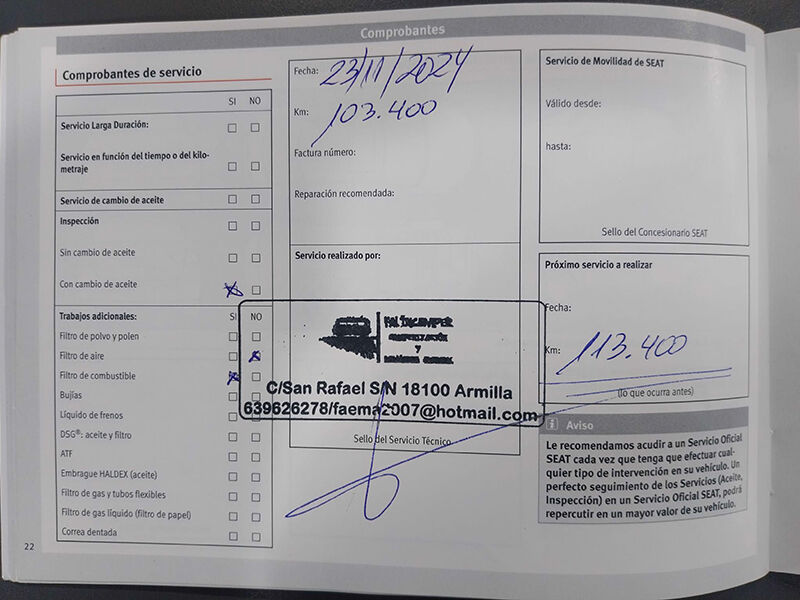 Comprobantes
Comprobantes de servicio
SI NO
Servicio Larga Duración:
Servicio en función del tiempo o del kilo-
metraje
Servicio de cambio de aceite
Inspección
Sin cambio de aceite
Con cambio de aceite
Trabajos adicionales:
SI NO
Filtro de polvo y polen
Filtro de aire
Filtro de combustible
Bujías
Líquido de frenos
DSG®: aceite y filtro
ATF
Embrague HALDEX (aceite)
Filtro de gas y tubos flexibles
Filtro de gas líquido (filtro de papel)
Correa dentada
22
Fecha: 23/11/2024
Km: 103.400
Factura número:
Reparación recomendada:
Servicio realizado por:
Y
C/San Rafael S/N 18100 Armilla
639626278/faema2007@hotmail.com
Sello del Servicio Técnico
Servicio de Movilidad de SEAT
Válido desde:
hasta:
Sello del Concesionario SEAT
Próximo servicio a realizar
Fecha:
Km: 113.400
(lo que ocurra antes)
i Aviso
Le recomendamos acudir a un Servicio Oficial
SEAT cada vez que tenga que efectuar cual-
quier tipo de intervención en su vehículo. Un
perfecto seguimiento de los Servicios (Aceite,
Inspección) en un Servicio Oficial SEAT, podrá
repercutir en un mayor valor de su vehículo.